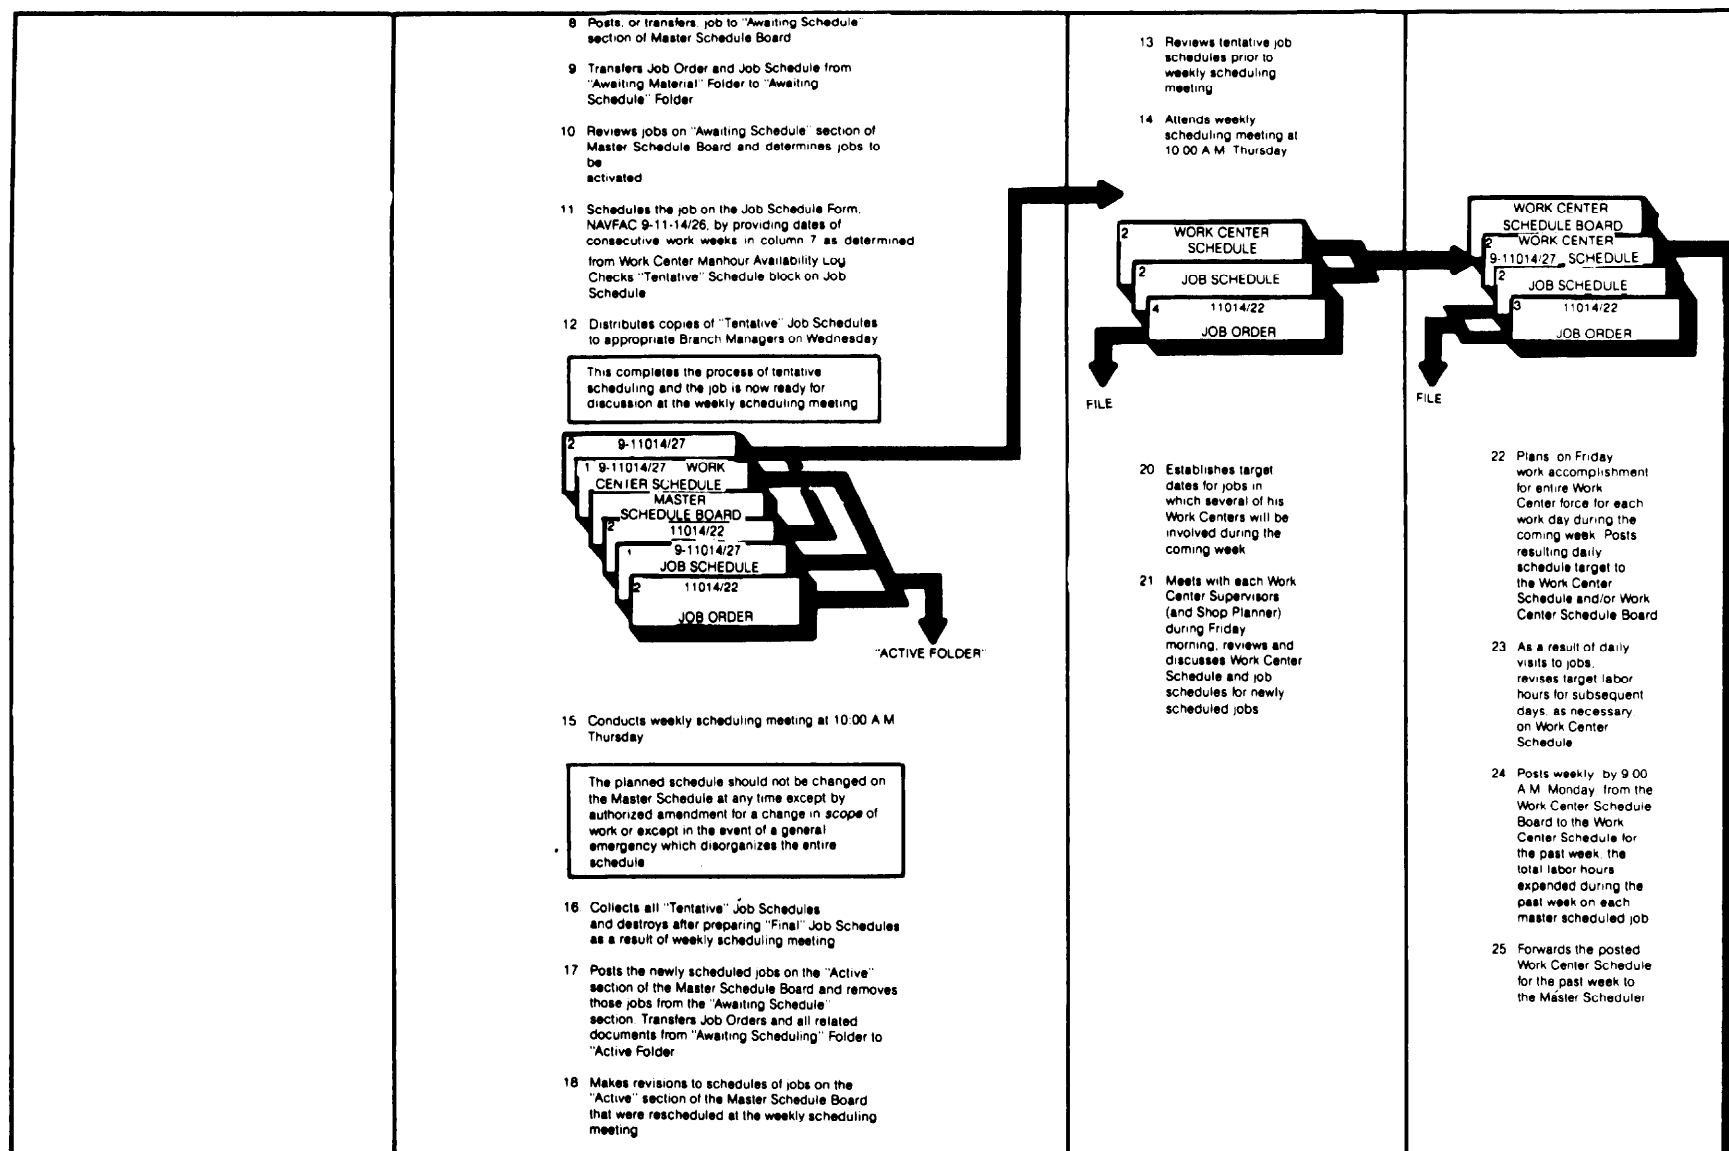 8 Posts, or transfers, job to "Awaiting Schedule"
section of Master Schedule Board
9 Transfers Job Order and Job Schedule from
"Awaiting Material" Folder to "Awaiting
Schedule" Folder
10 Reviews jobs on "Awaiting Schedule" section of
Master Schedule Board and determines jobs to
be
activated
11 Schedules the job on the Job Schedule Form,
NAVFAC 9-11-14/26, by providing dates of
consecutive work weeks in column 7 as determined
from Work Center Manhour Availability Log
Checks "Tentative" Schedule block on Job
Schedule
12 Distributes copies of "Tentative" Job Schedules
to appropriate Branch Managers on Wednesday
This completes the process of tentative
scheduling and the job is now ready for
discussion at the weekly scheduling meeting
2 9-11014/27
1 9-11014/27 WORK
CENTER SCHEDULE
MASTER
SCHEDULE BOARD
2 11014/22
1 9-11014/27
JOB SCHEDULE
2 11014/22
JOB ORDER
"ACTIVE FOLDER"
15 Conducts weekly scheduling meeting at 10:00 A M
Thursday
The planned schedule should not be changed on
the Master Schedule at any time except by
authorized amendment for a change in scope of
work or except in the event of a general
emergency which disorganizes the entire
schedule
16 Collects all "Tentative" Job Schedules
and destroys after preparing "Final" Job Schedules
as a result of weekly scheduling meeting
17 Posts the newly scheduled jobs on the "Active"
section of the Master Schedule Board and removes
those jobs from the "Awaiting Schedule"
section. Transfers Job Orders and all related
documents from "Awaiting Scheduling" Folder to
"Active Folder
18 Makes revisions to schedules of jobs on the
"Active" section of the Master Schedule Board
that were rescheduled at the weekly scheduling
meeting
13 Reviews tentative job
schedules prior to
weekly scheduling
meeting
14 Attends weekly
scheduling meeting at
10 00 A M Thursday
2 WORK CENTER
SCHEDULE
2 JOB SCHEDULE
4 11014/22
JOB ORDER
FILE
20 Establishes target
dates for jobs in
which several of his
Work Centers will be
involved during the
coming week
21 Meets with each Work
Center Supervisors
(and Shop Planner)
during Friday
morning, reviews and
discusses Work Center
Schedule and job
schedules for newly
scheduled jobs
WORK CENTER
SCHEDULE BOARD
2 WORK CENTER
9-11014/27 SCHEDULE
2 JOB SCHEDULE
3 11014/22
JOB ORDER
FILE
22 Plans on Friday
work accomplishment
for entire Work
Center force for each
work day during the
coming week Posts
resulting daily
schedule target to
the Work Center
Schedule and/or Work
Center Schedule Board
23 As a result of daily
visits to jobs,
revises target labor
hours for subsequent
days, as necessary
on Work Center
Schedule
24 Posts weekly by 9 00
A M Monday, from the
Work Center Schedule
Board to the Work
Center Schedule for
the past week, the
total labor hours
expended during the
past week on each
master scheduled job
25 Forwards the posted
Work Center Schedule
for the past week to
the Master Scheduler